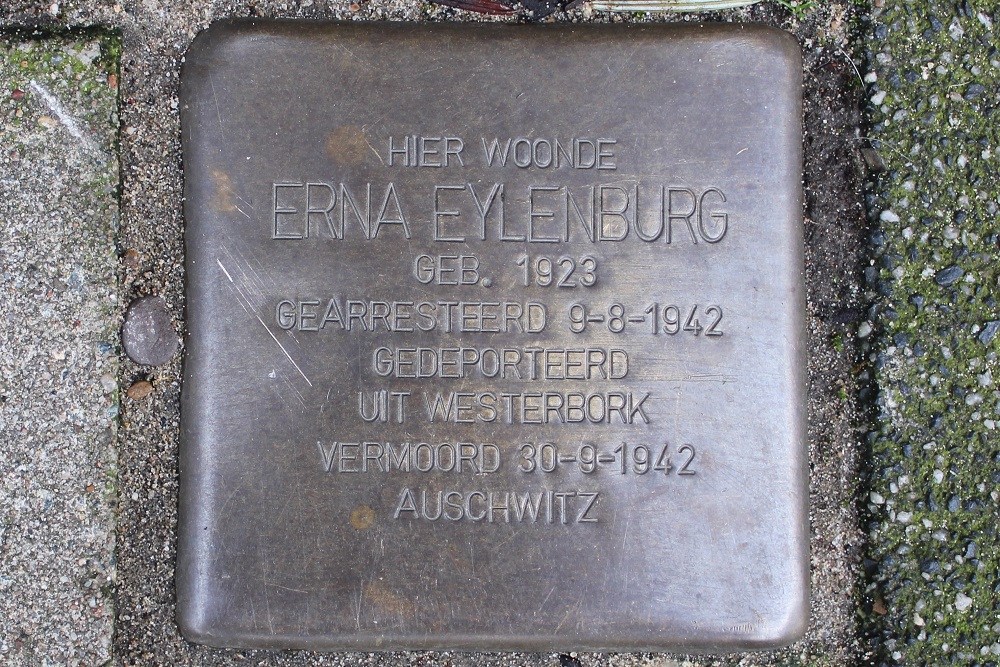 HIER WOONDE
ERNA EYLENBURG
GEB. 1923
GEARRESTEERD 9-8-1942
GEDEPORTEERD
UIT WESTERBORK
VERMOORD 30-9-1942
AUSCHWITZ